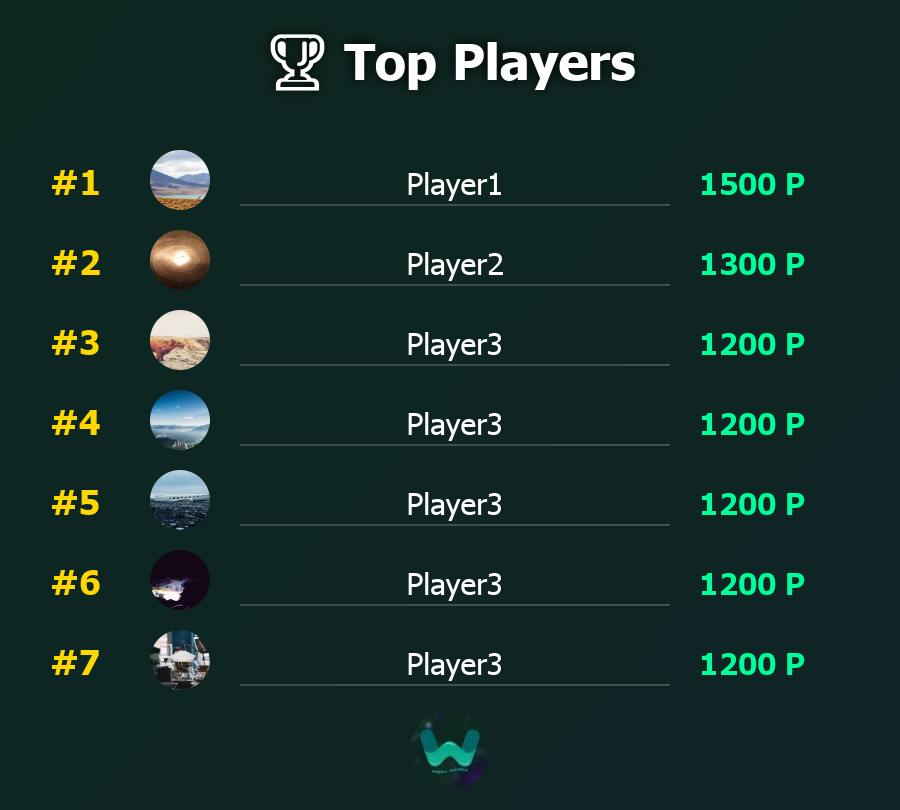 Top Players
#1 Player1 1500 P
#2 Player2 1300 P
#3 Player3 1200 P
#4 Player3 1200 P
#5 Player3 1200 P
#6 Player3 1200 P
#7 Player3 1200 P